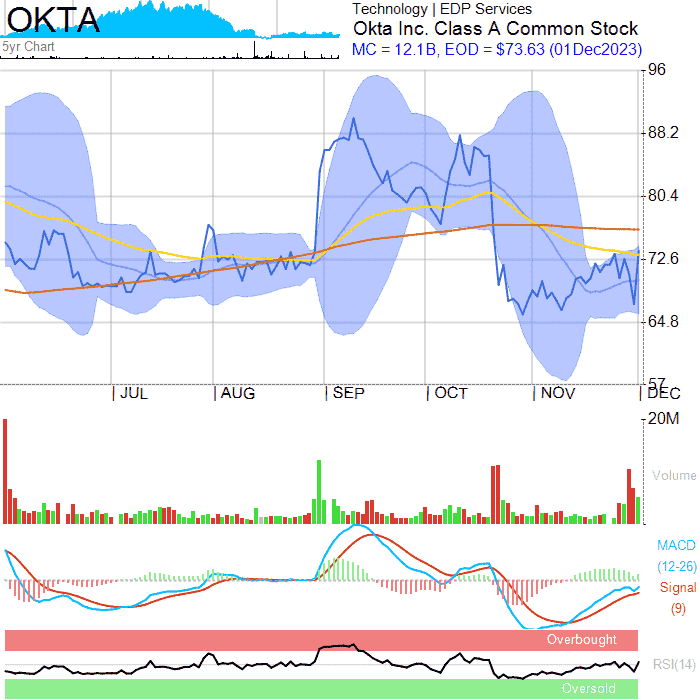 OKTA
5yr Chart
Technology | EDP Services
Okta Inc. Class A Common Stock
MC = 12.1B, EOD = $73.63 (01Dec2023)
96
88.2
80.4
72.6
64.8
57
JUL
AUG
SEP
OCT
NOV
DEC
20M
Volume
MACD
(12-26)
Signal
(9)
Overbought
RSI(14)
Oversold